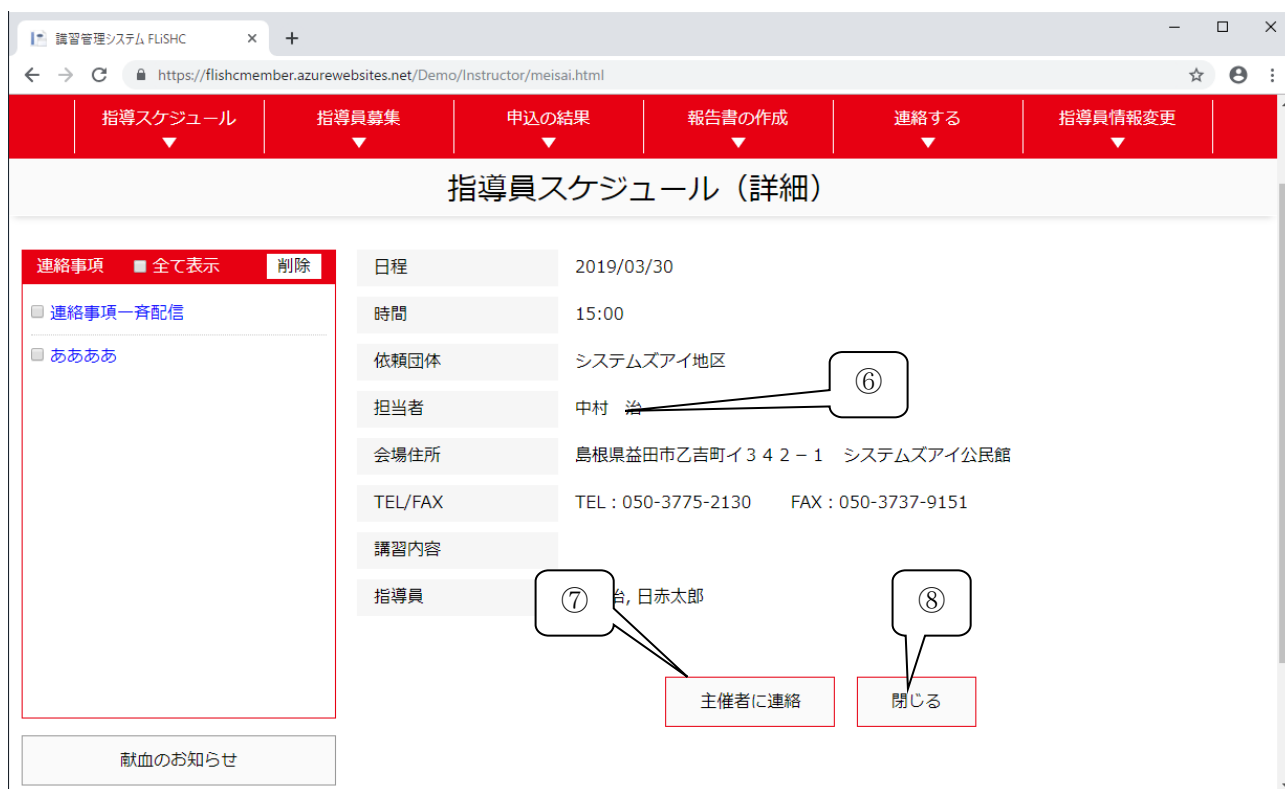 講習管理システム FLiSHC
https://flishcmember.azurewebsites.net/Demo/Instructor/meisai.html
指導スケジュール 指導員募集 申込の結果 報告書の作成 連絡する 指導員情報変更
▼ ▼ ▼ ▼ ▼ ▼
指導員スケジュール（詳細）
連絡事項 全て表示 削除
連絡事項一斉配信
ああああ
日程 2019/03/30
時間 15:00
依頼団体 システムズアイ地区
⑥
担当者 中村　治
会場住所 島根県益田市乙吉町イ３４２－１　システムズアイ公民館
TEL/FAX TEL：050-3775-2130 FAX：050-3737-9151
講習内容
指導員 治, 日赤太郎
⑦ ⑧
主催者に連絡 閉じる
献血のお知らせ